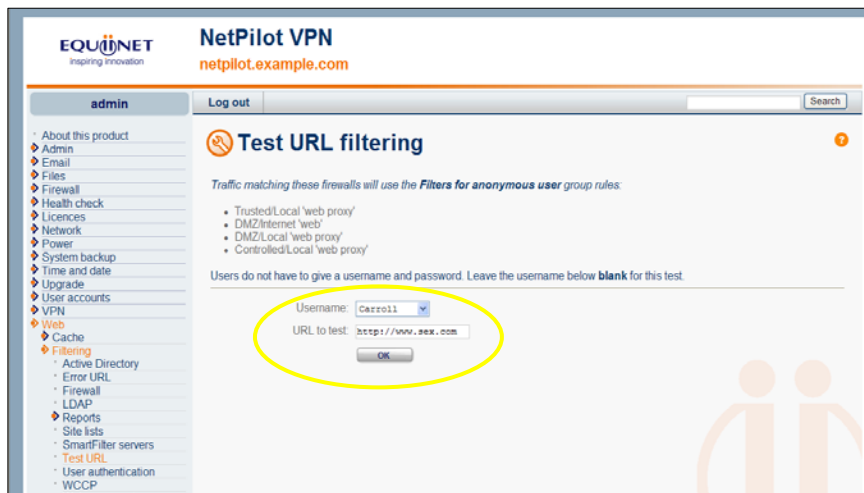 EQUiiNET
inspiring innovation
NetPilot VPN
netpilot.example.com
admin
Log out
Search
About this product
Admin
Email
Files
Firewall
Health check
Licences
Network
Power
System backup
Time and date
Upgrade
User accounts
VPN
Web
Cache
Filtering
Active Directory
Error URL
Firewall
LDAP
Reports
Site lists
SmartFilter servers
Test URL
User authentication
WCCP
Test URL filtering
?
Traffic matching these firewalls will use the Filters for anonymous user group rules:
Trusted/Local 'web proxy'
DMZ/Internet 'web'
DMZ/Local 'web proxy'
Controlled/Local 'web proxy'
Users do not have to give a username and password. Leave the username below blank for this test.
Username: Carroll
URL to test: http://www.sex.com
OK